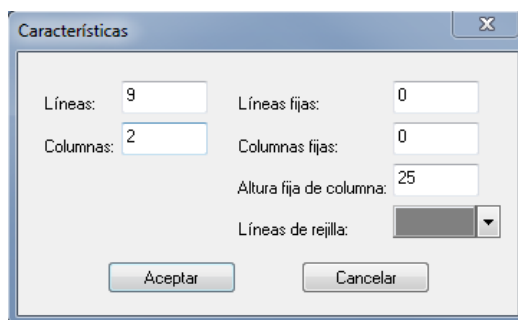 Características
Líneas: 9 Líneas fijas: 0
Columnas: 2 Columnas fijas: 0
Altura fija de columna: 25
Líneas de rejilla:
Aceptar Cancelar